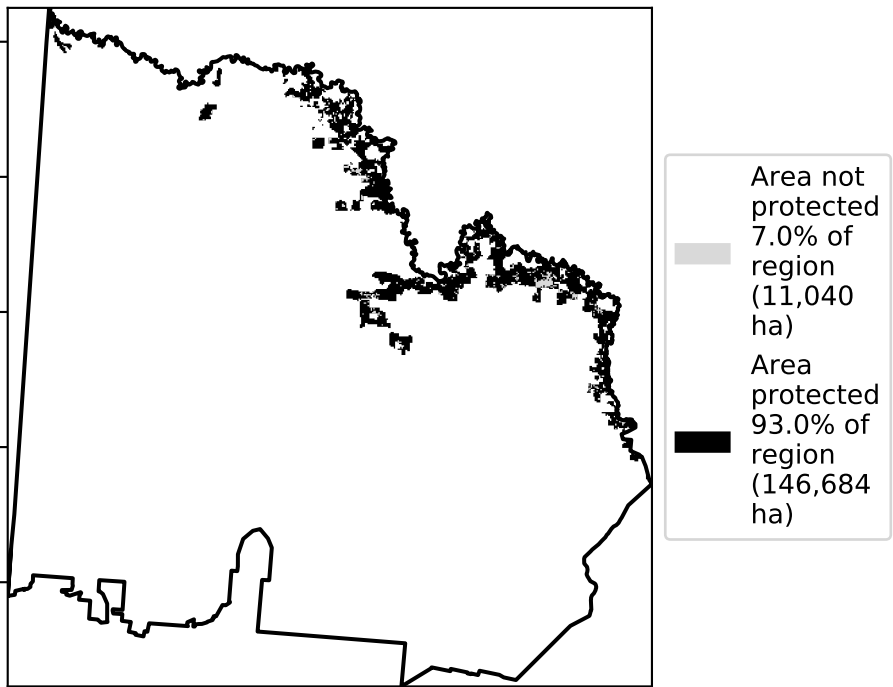 Area not
protected
7.0% of
region
(11,040
ha)
Area
protected
93.0% of
region
(146,684
ha)